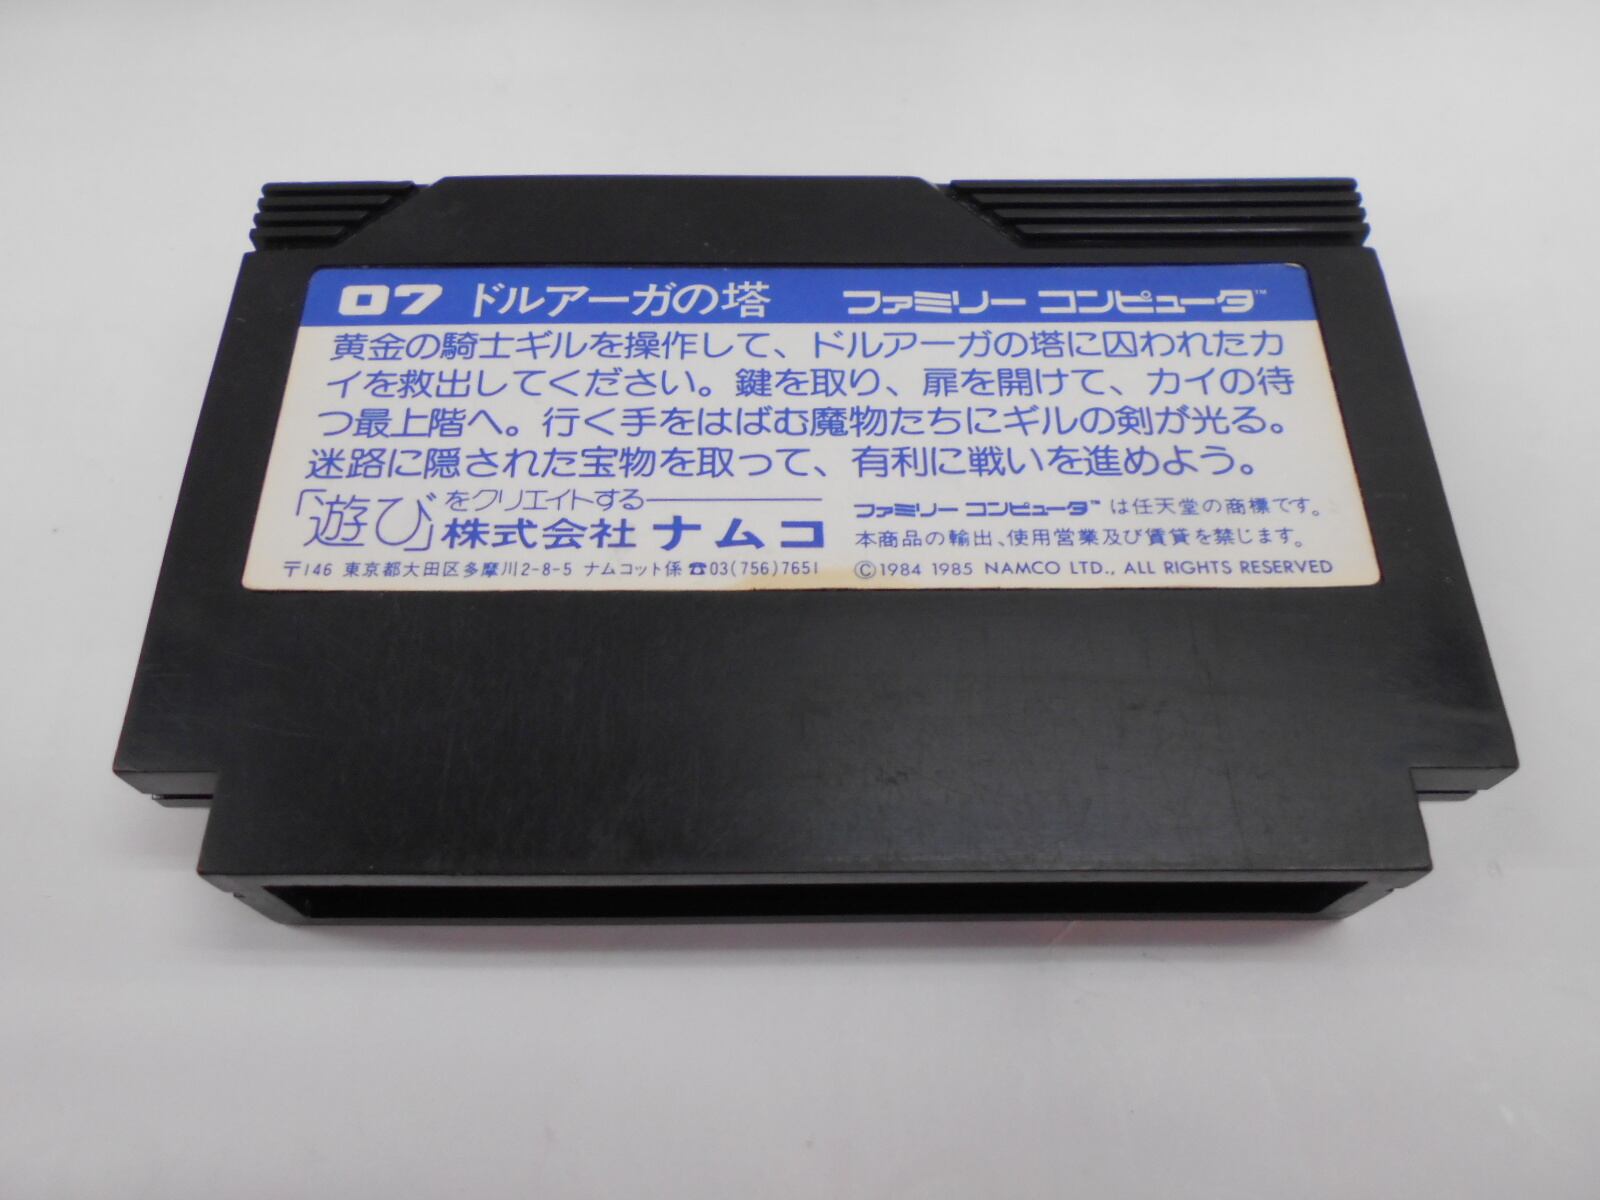 07 ドルアーガの塔 ファミリー コンピュータ™
黄金の騎士ギルを操作して、ドルアーガの塔に囚われたカ
イを救出してください。鍵を取り、扉を開けて、カイの待
つ最上階へ。行く手をはばむ魔物たちにギルの剣が光る。
迷路に隠された宝物を取って、有利に戦いを進めよう。
「遊び」をクリエイトする
株式会社 ナムコ
〒146 東京都大田区多摩川2-8-5 ナムコット係 ☎03(756)7651
ファミリー コンピュータ™は任天堂の商標です。
本商品の輸出、使用営業及び賃貸を禁じます。
©1984 1985 NAMCO LTD., ALL RIGHTS RESERVED